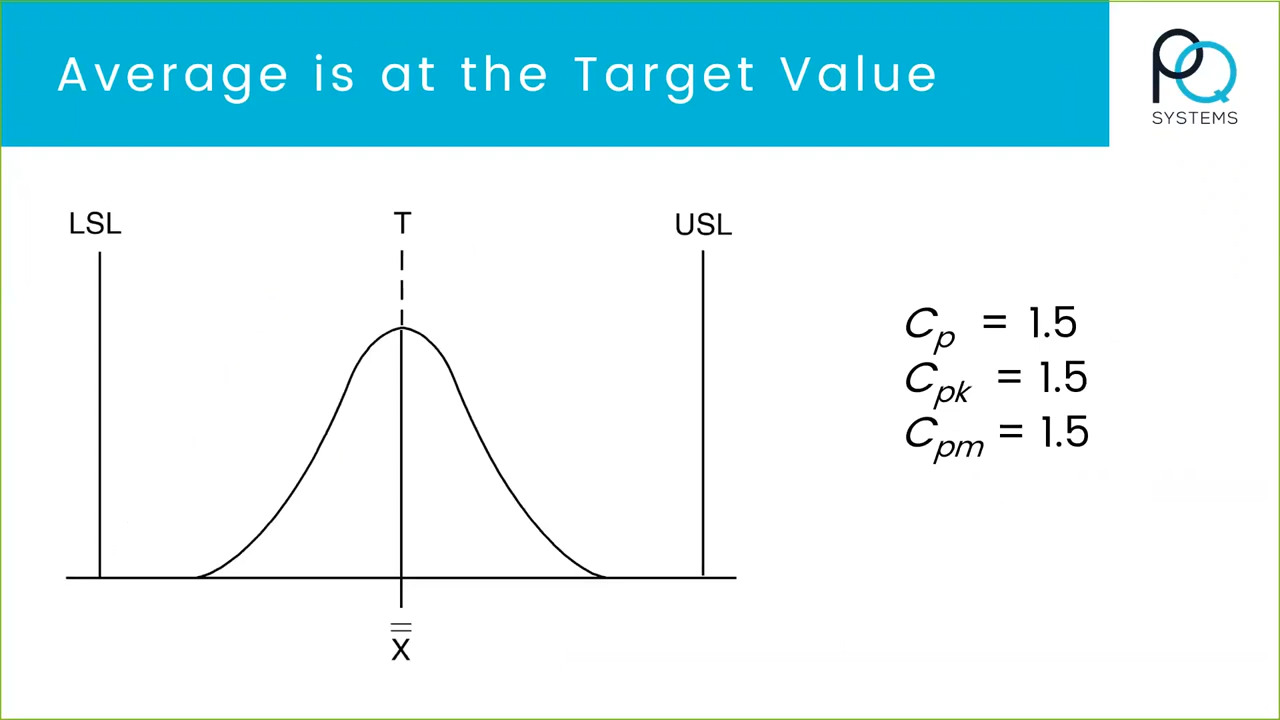 Average is at the Target Value
PQ
SYSTEMS
LSL
T
USL
Cp = 1.5
Cpk = 1.5
Cpm = 1.5
X̿